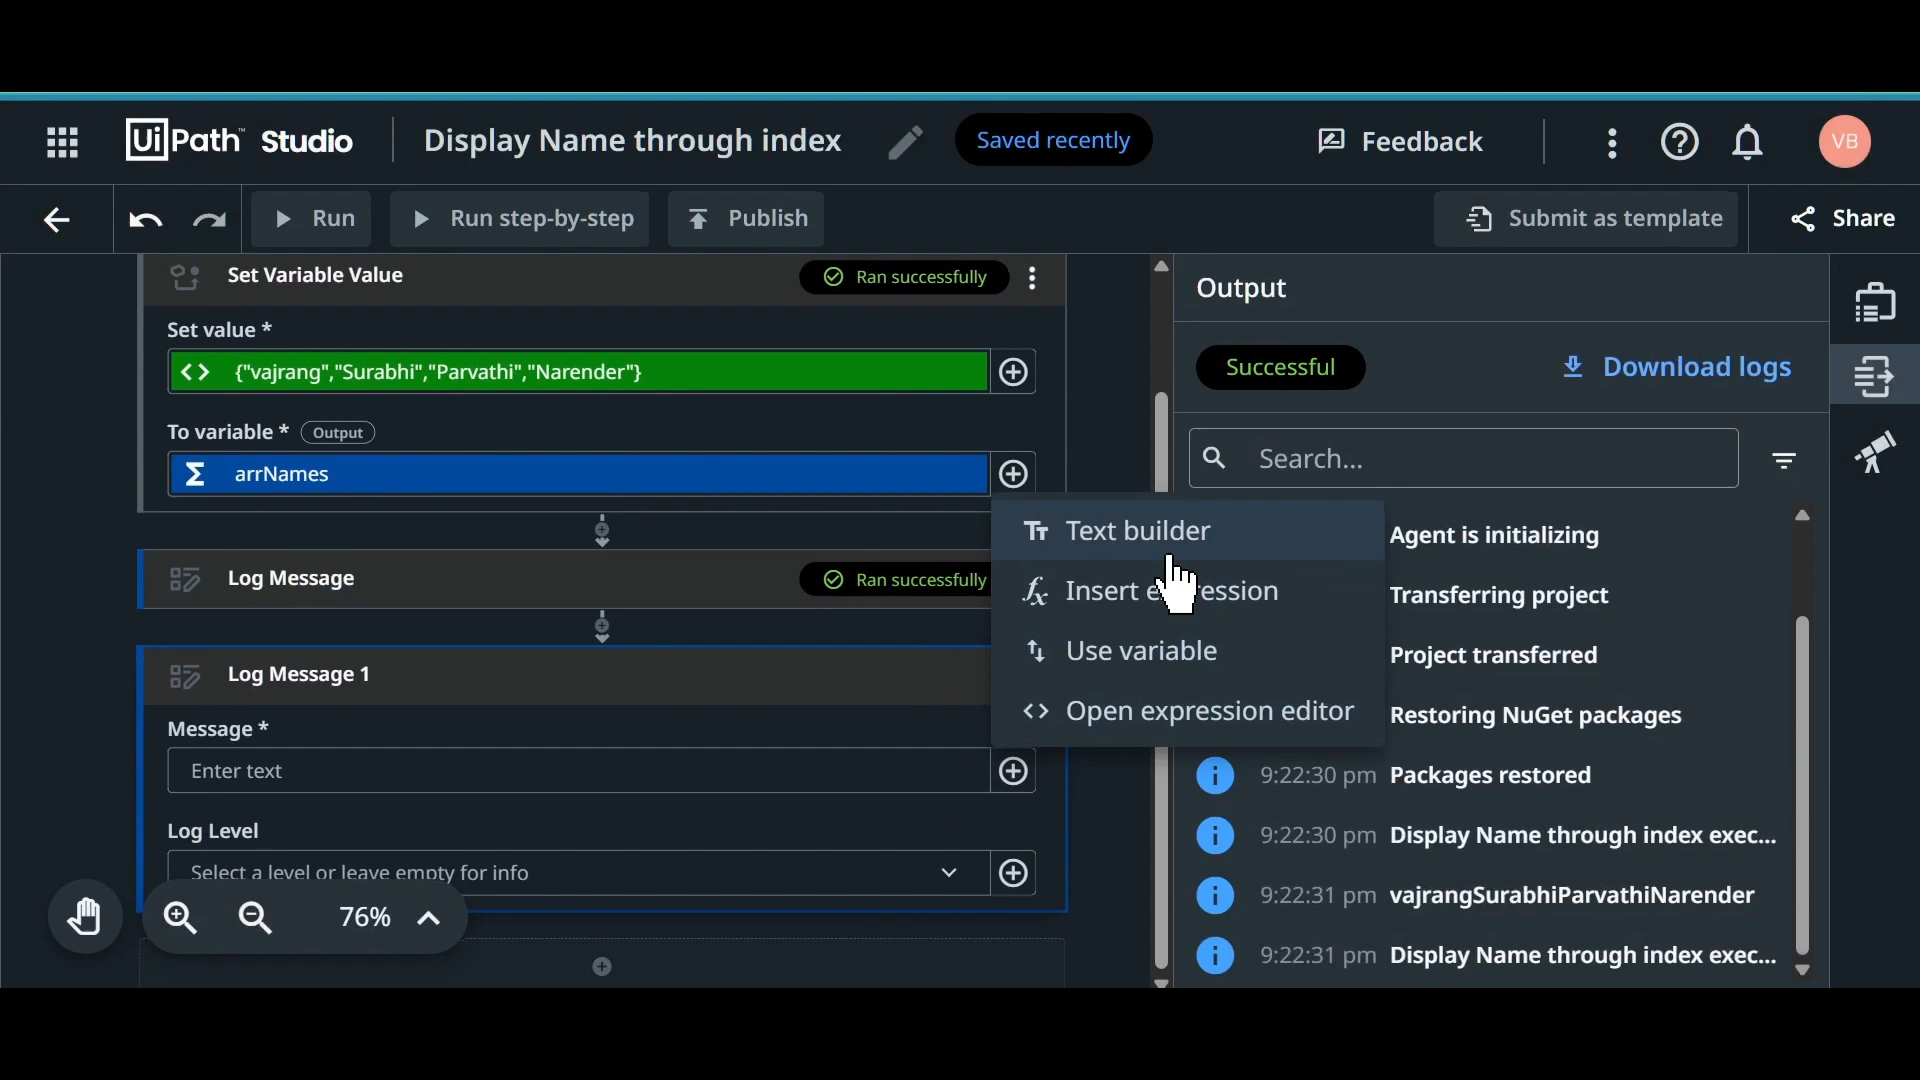 UiPath™ Studio
Display Name through index
Saved recently
Feedback
VB
Run
Run step-by-step
Publish
Submit as template
Share
Set Variable Value
Ran successfully
Set value *
<> {"vajrang","Surabhi","Parvathi","Narender"}
To variable * Output
Σ arrNames
Log Message
Ran successfully
Log Message 1
Message *
Enter text
Log Level
Select a level or leave empty for info
76%
Tт Text builder
fx Insert expression
Use variable
<> Open expression editor
Output
Successful
Download logs
Search...
Agent is initializing
Transferring project
Project transferred
Restoring NuGet packages
9:22:30 pm Packages restored
9:22:30 pm Display Name through index exec...
9:22:31 pm vajrangSurabhiParvathiNarender
9:22:31 pm Display Name through index exec...